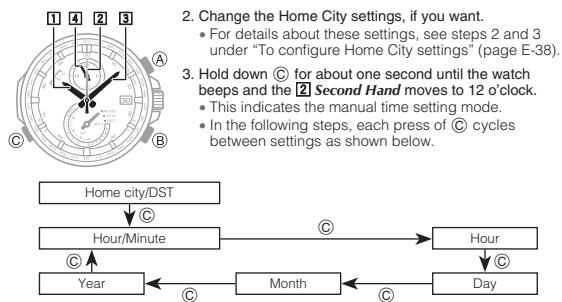 1 4 2 3
2. Change the Home City settings, if you want.
• For details about these settings, see steps 2 and 3
under “To configure Home City settings” (page E-38).
3. Hold down Ⓒ for about one second until the watch
beeps and the 2 Second Hand moves to 12 o’clock.
• This indicates the manual time setting mode.
• In the following steps, each press of Ⓒ cycles
between settings as shown below.
Ⓐ
30
Ⓒ
Ⓑ
Home city/DST
Ⓒ
Ⓒ
Hour/Minute
Hour
Ⓒ
Ⓒ
Year
Month
Day
Ⓒ
Ⓒ